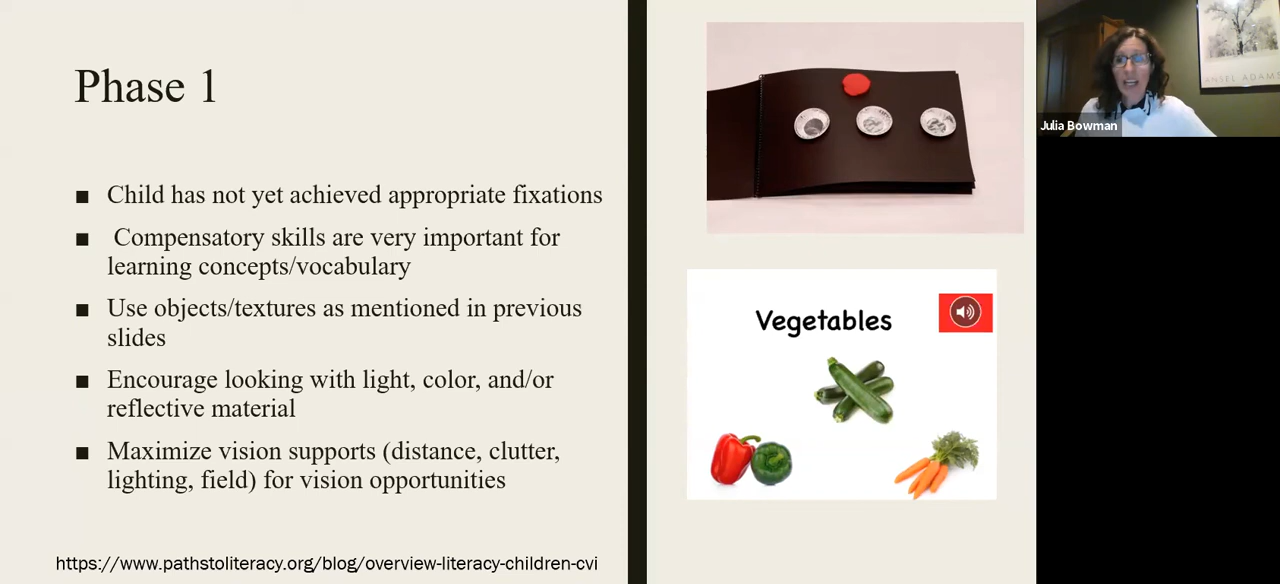 Phase 1
■ Child has not yet achieved appropriate fixations
■ Compensatory skills are very important for
learning concepts/vocabulary
■ Use objects/textures as mentioned in previous
slides
■ Encourage looking with light, color, and/or
reflective material
■ Maximize vision supports (distance, clutter,
lighting, field) for vision opportunities
https://www.pathstoliteracy.org/blog/overview-literacy-children-cvi
Vegetables
ANSEL ADAMS
Julia Bowman